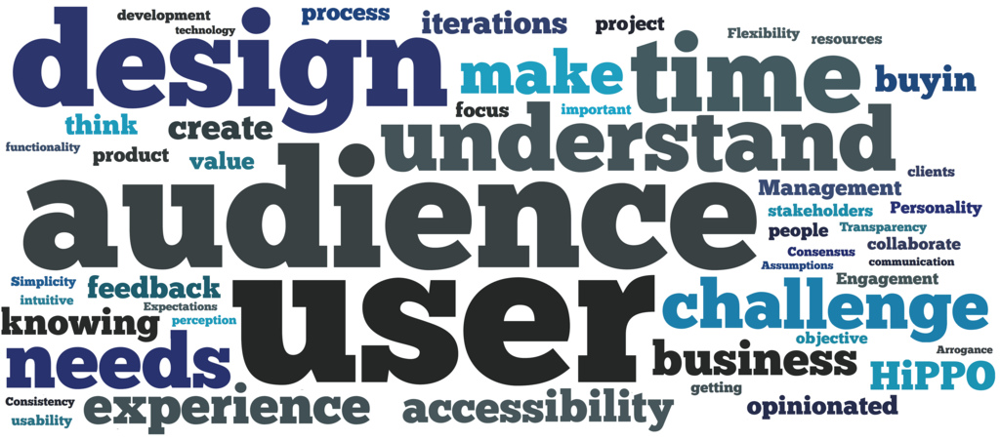 development
process
iterations
project
technology
Flexibility
resources
design
make
time
buyin
focus
important
think
create
understand
functionality
product
value
clients
audience
Management
stakeholders
Personality
people
Transparency
Consensus
collaborate
Assumptions
communication
Simplicity
feedback
Engagement
intuitive
Expectations
user
challenge
knowing
perception
objective
needs
business
Arrogance
HiPPO
getting
Consistency
experience
accessibility
opinionated
usability